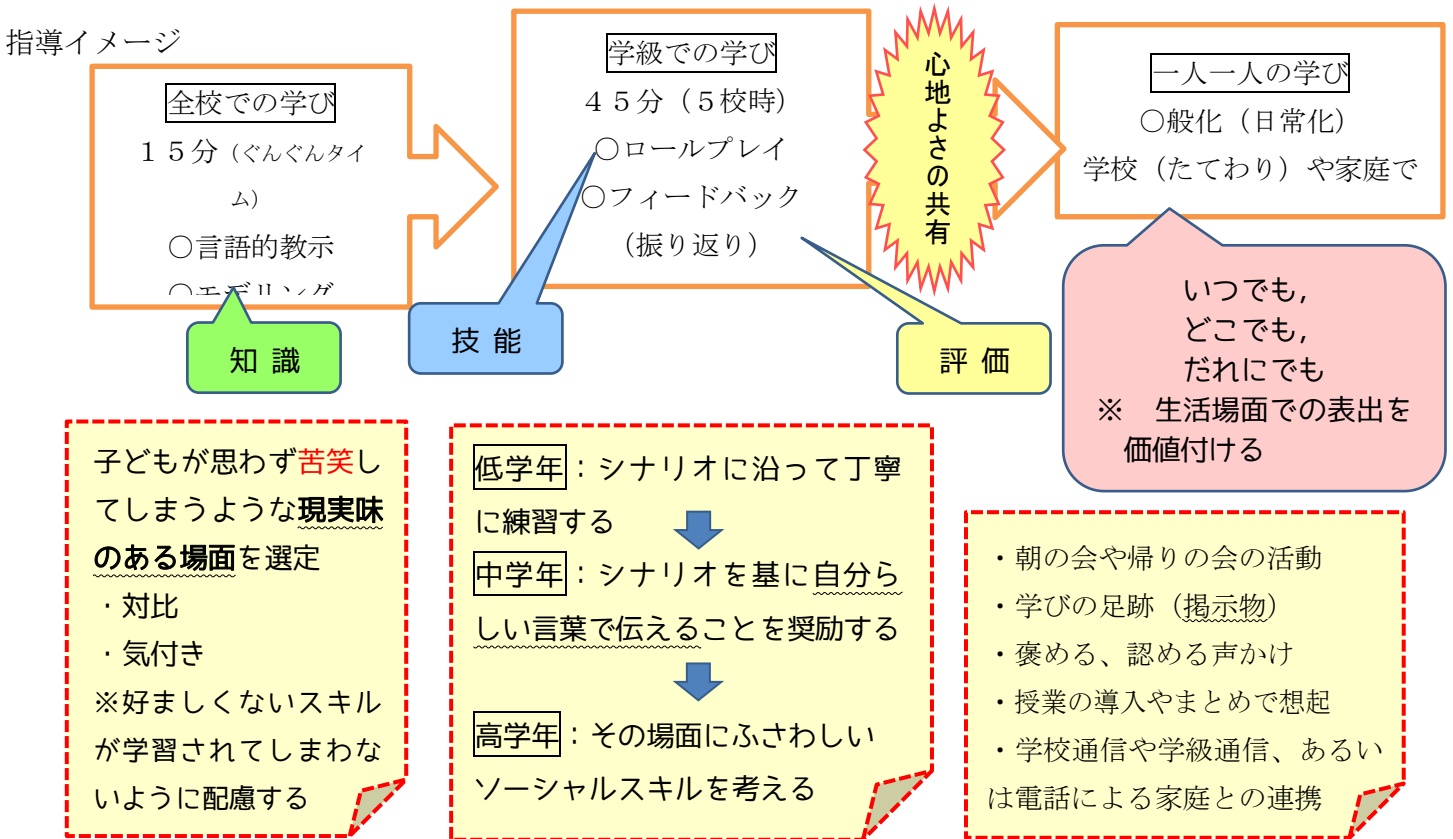 指導イメージ
全校での学び
15分（ぐんぐんタイ
ム）
○言語的教示
○モデリング
知 識
学級での学び
45分（5校時）
○ロールプレイ
○フィードバック
（振り返り）
技 能
評 価
心地よさの共有
一人一人の学び
○般化（日常化）
学校（たてわり）や家庭で
いつでも，
どこでも，
だれにでも
※　生活場面での表出を
価値付ける
子どもが思わず苦笑し
てしまうような現実味
のある場面を選定
・対比
・気付き
※好ましくないスキル
が学習されてしまわな
いように配慮する
低学年：シナリオに沿って丁寧
に練習する
中学年：シナリオを基に自分ら
しい言葉で伝えることを奨励する
高学年：その場面にふさわしい
ソーシャルスキルを考える
・朝の会や帰りの会の活動
・学びの足跡（掲示物）
・褒める、認める声かけ
・授業の導入やまとめで想起
・学校通信や学級通信、あるい
は電話による家庭との連携